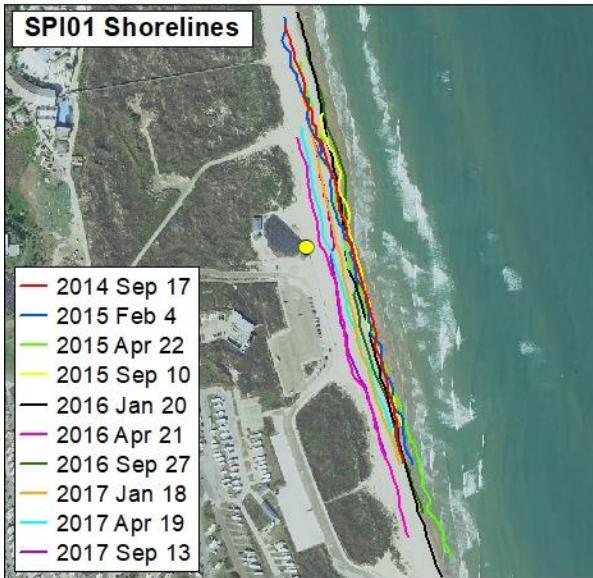 SPI01 Shorelines
2014 Sep 17
2015 Feb 4
2015 Apr 22
2015 Sep 10
2016 Jan 20
2016 Apr 21
2016 Sep 27
2017 Jan 18
2017 Apr 19
2017 Sep 13